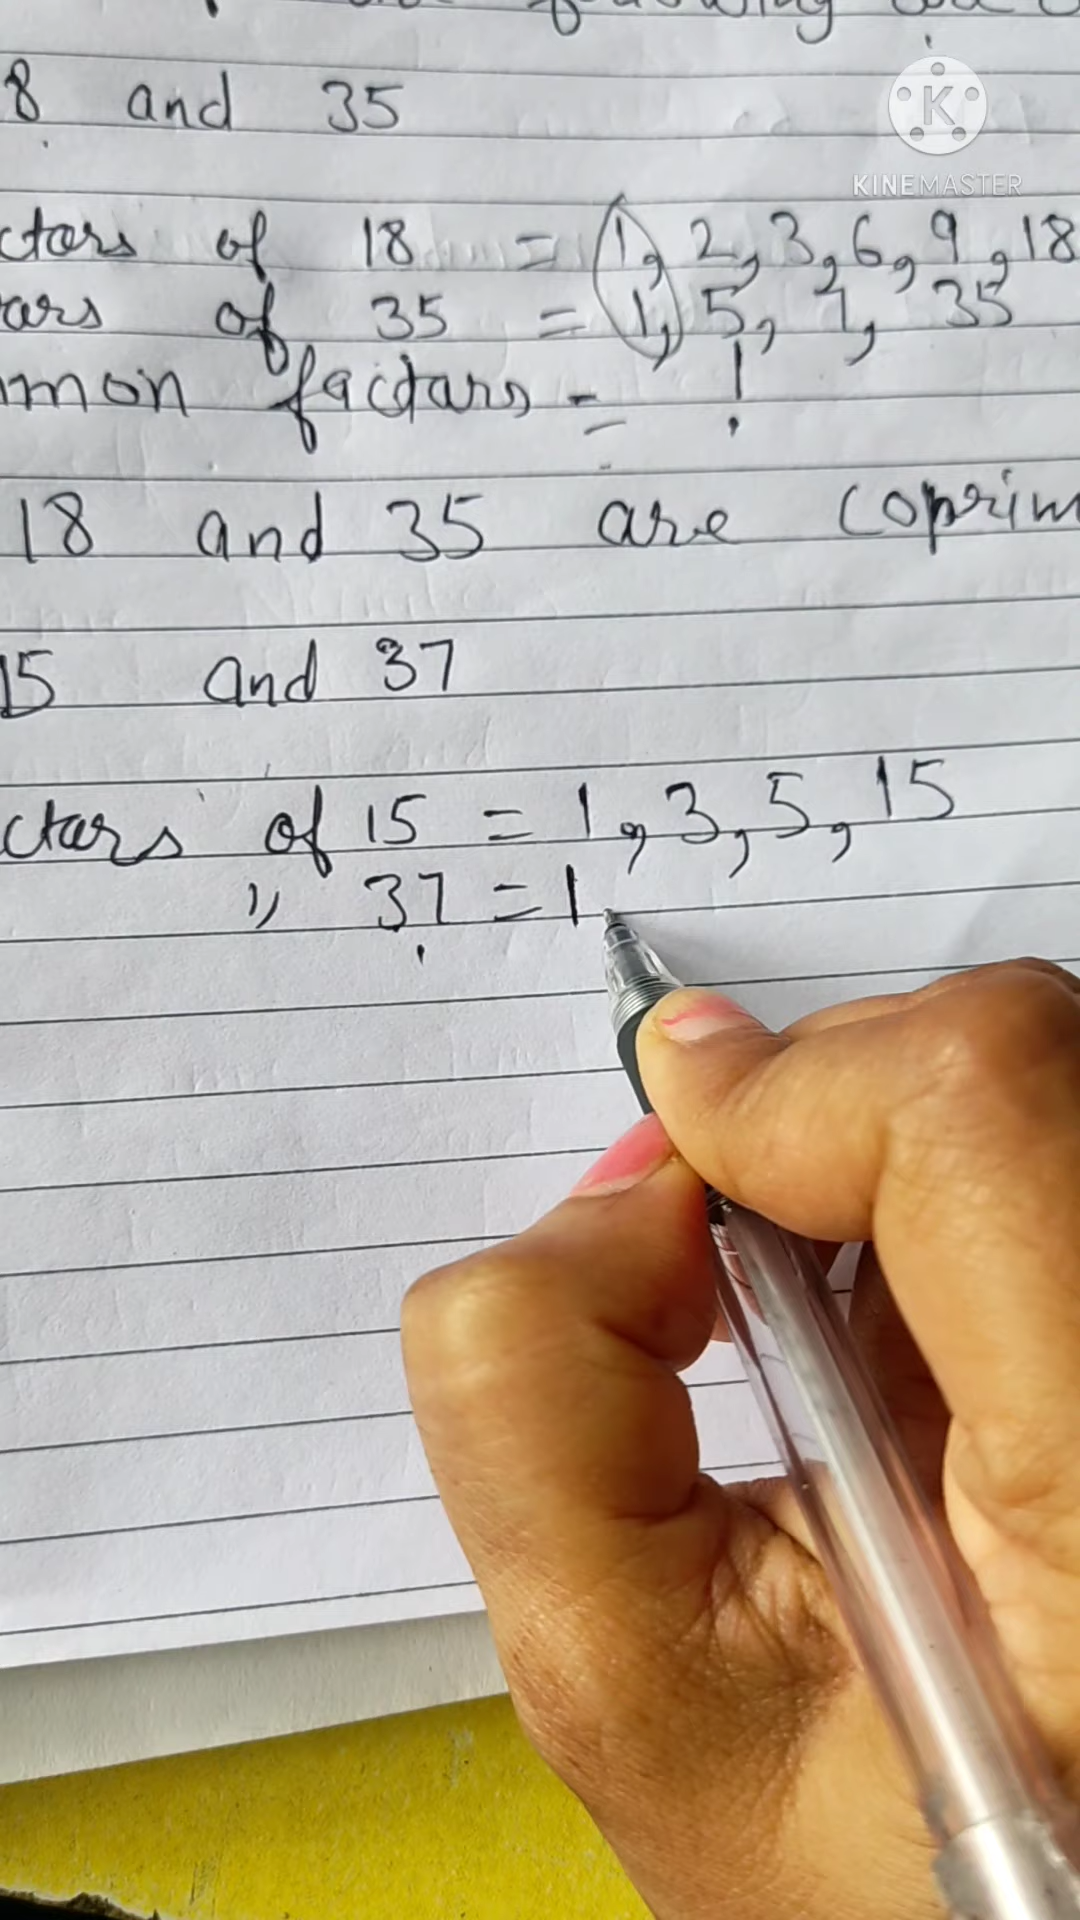 following are
8 and 35
KINEMASTER
ctors of 18 = 1, 2, 3, 6, 9, 18
ors of 35 = 1, 5, 7, 35
mmon factors = 1
18 and 35 are coprim
15 and 37
ctors of 15 = 1, 3, 5, 15
" 37 = 1